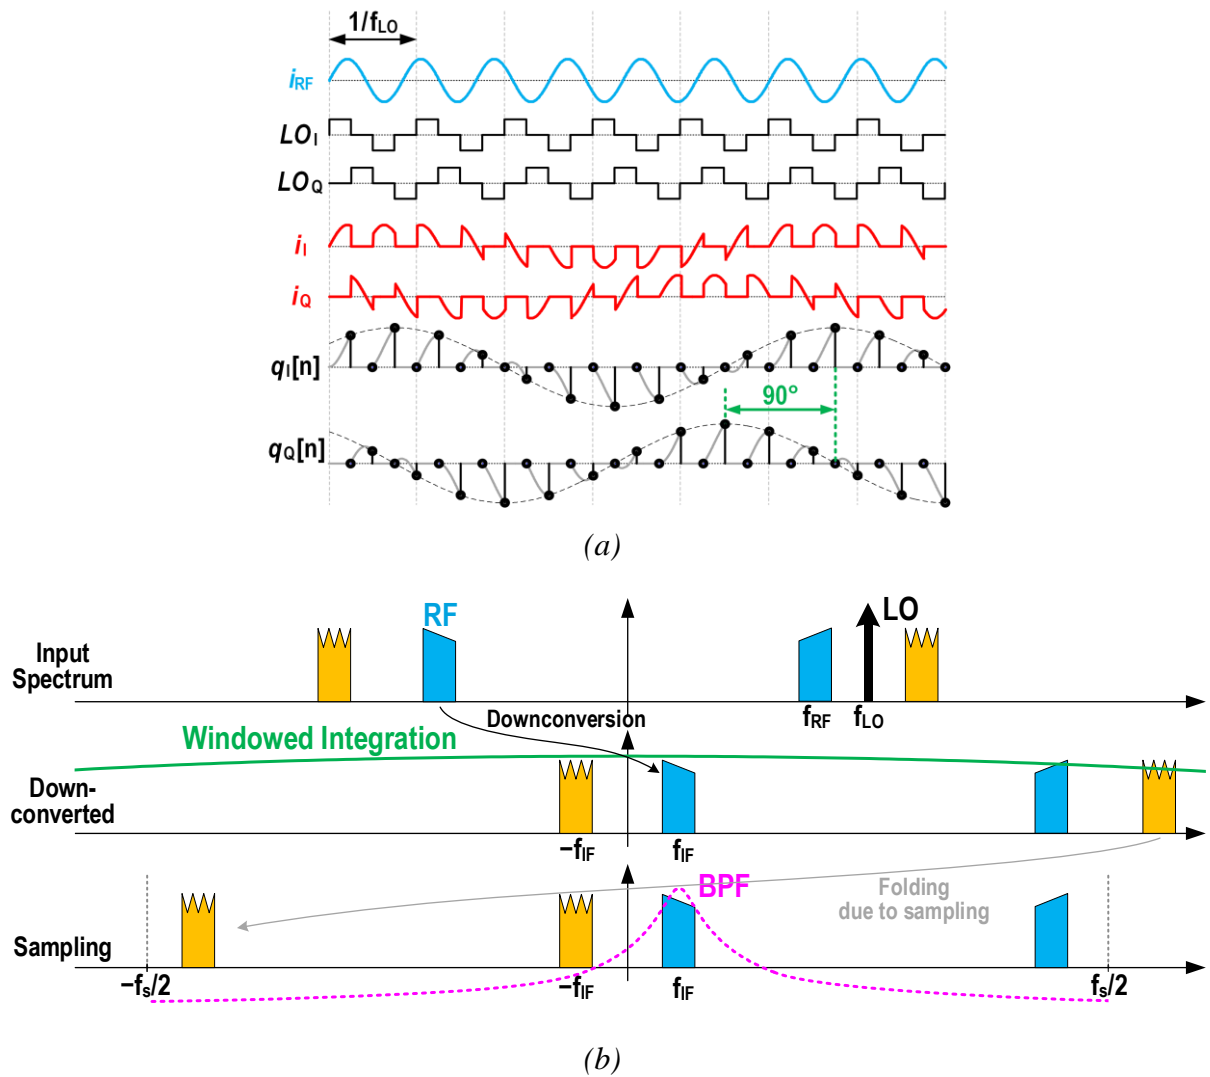 1/fLO
iRF
LOI
LOQ
iI
iQ
qI[n]
90°
qQ[n]
(a)
RF
LO
Input
Spectrum
fRF
fLO
Downconversion
Windowed Integration
Down-
converted
−fIF
fIF
BPF
Folding
due to sampling
Sampling
−fs/2
−fIF
fIF
fs/2
(b)